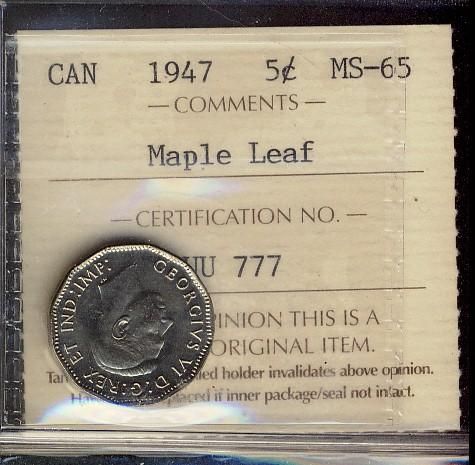 CAN 1947 5¢ MS-65
— COMMENTS —
Maple Leaf
— CERTIFICATION NO. —
UU 777
PINION THIS IS A
ORIGINAL ITEM.
holder invalidates above opinion.
if inner package/seal not intact.
GEORGIVS VI D:G:REX ET IND:IMP: